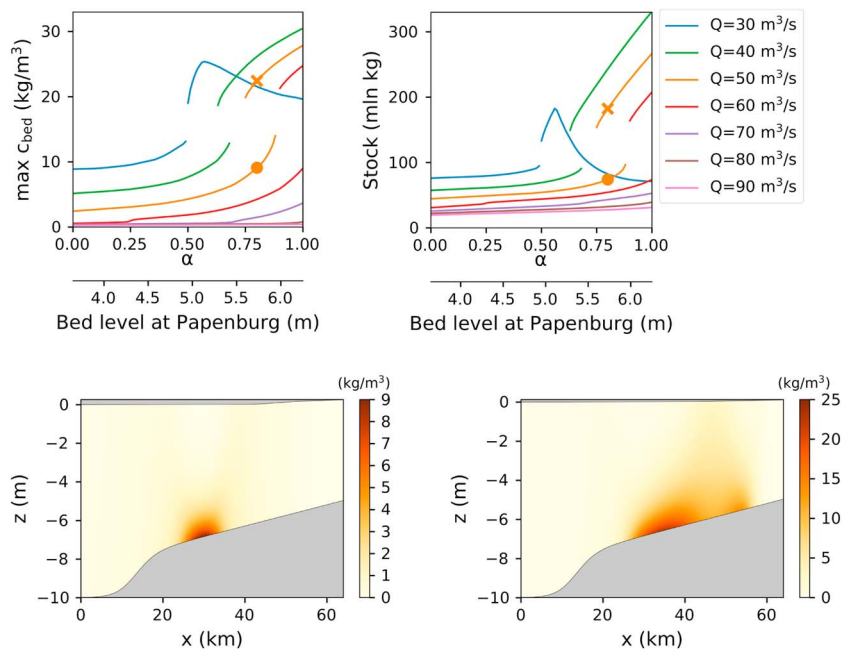 max c_bed (kg/m³)
30
20
10
0
0.00 0.25 0.50 0.75 1.00
α
4.0 4.5 5.0 5.5 6.0
Bed level at Papenburg (m)
Stock (mln kg)
300
200
100
0
0.00 0.25 0.50 0.75 1.00
α
4.0 4.5 5.0 5.5 6.0
Bed level at Papenburg (m)
Q=30 m³/s
Q=40 m³/s
Q=50 m³/s
Q=60 m³/s
Q=70 m³/s
Q=80 m³/s
Q=90 m³/s
(kg/m³)
z (m)
0
−2
−4
−6
−8
−10
0 20 40 60
x (km)
9
8
7
6
5
4
3
2
1
0
(kg/m³)
z (m)
0
−2
−4
−6
−8
−10
0 20 40 60
x (km)
25
20
15
10
5
0